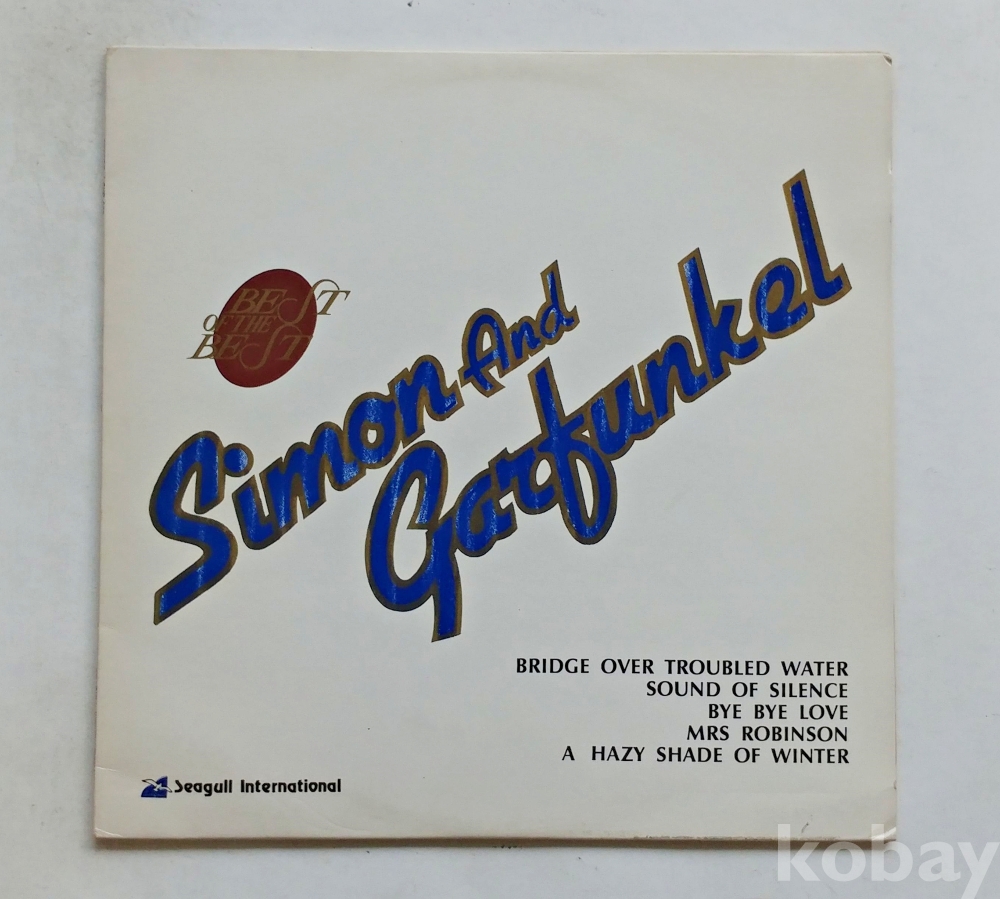 BEST
OF THE
BEST
Simon And
Garfunkel
BRIDGE OVER TROUBLED WATER
SOUND OF SILENCE
BYE BYE LOVE
MRS ROBINSON
A HAZY SHADE OF WINTER
Seagull International
kobay